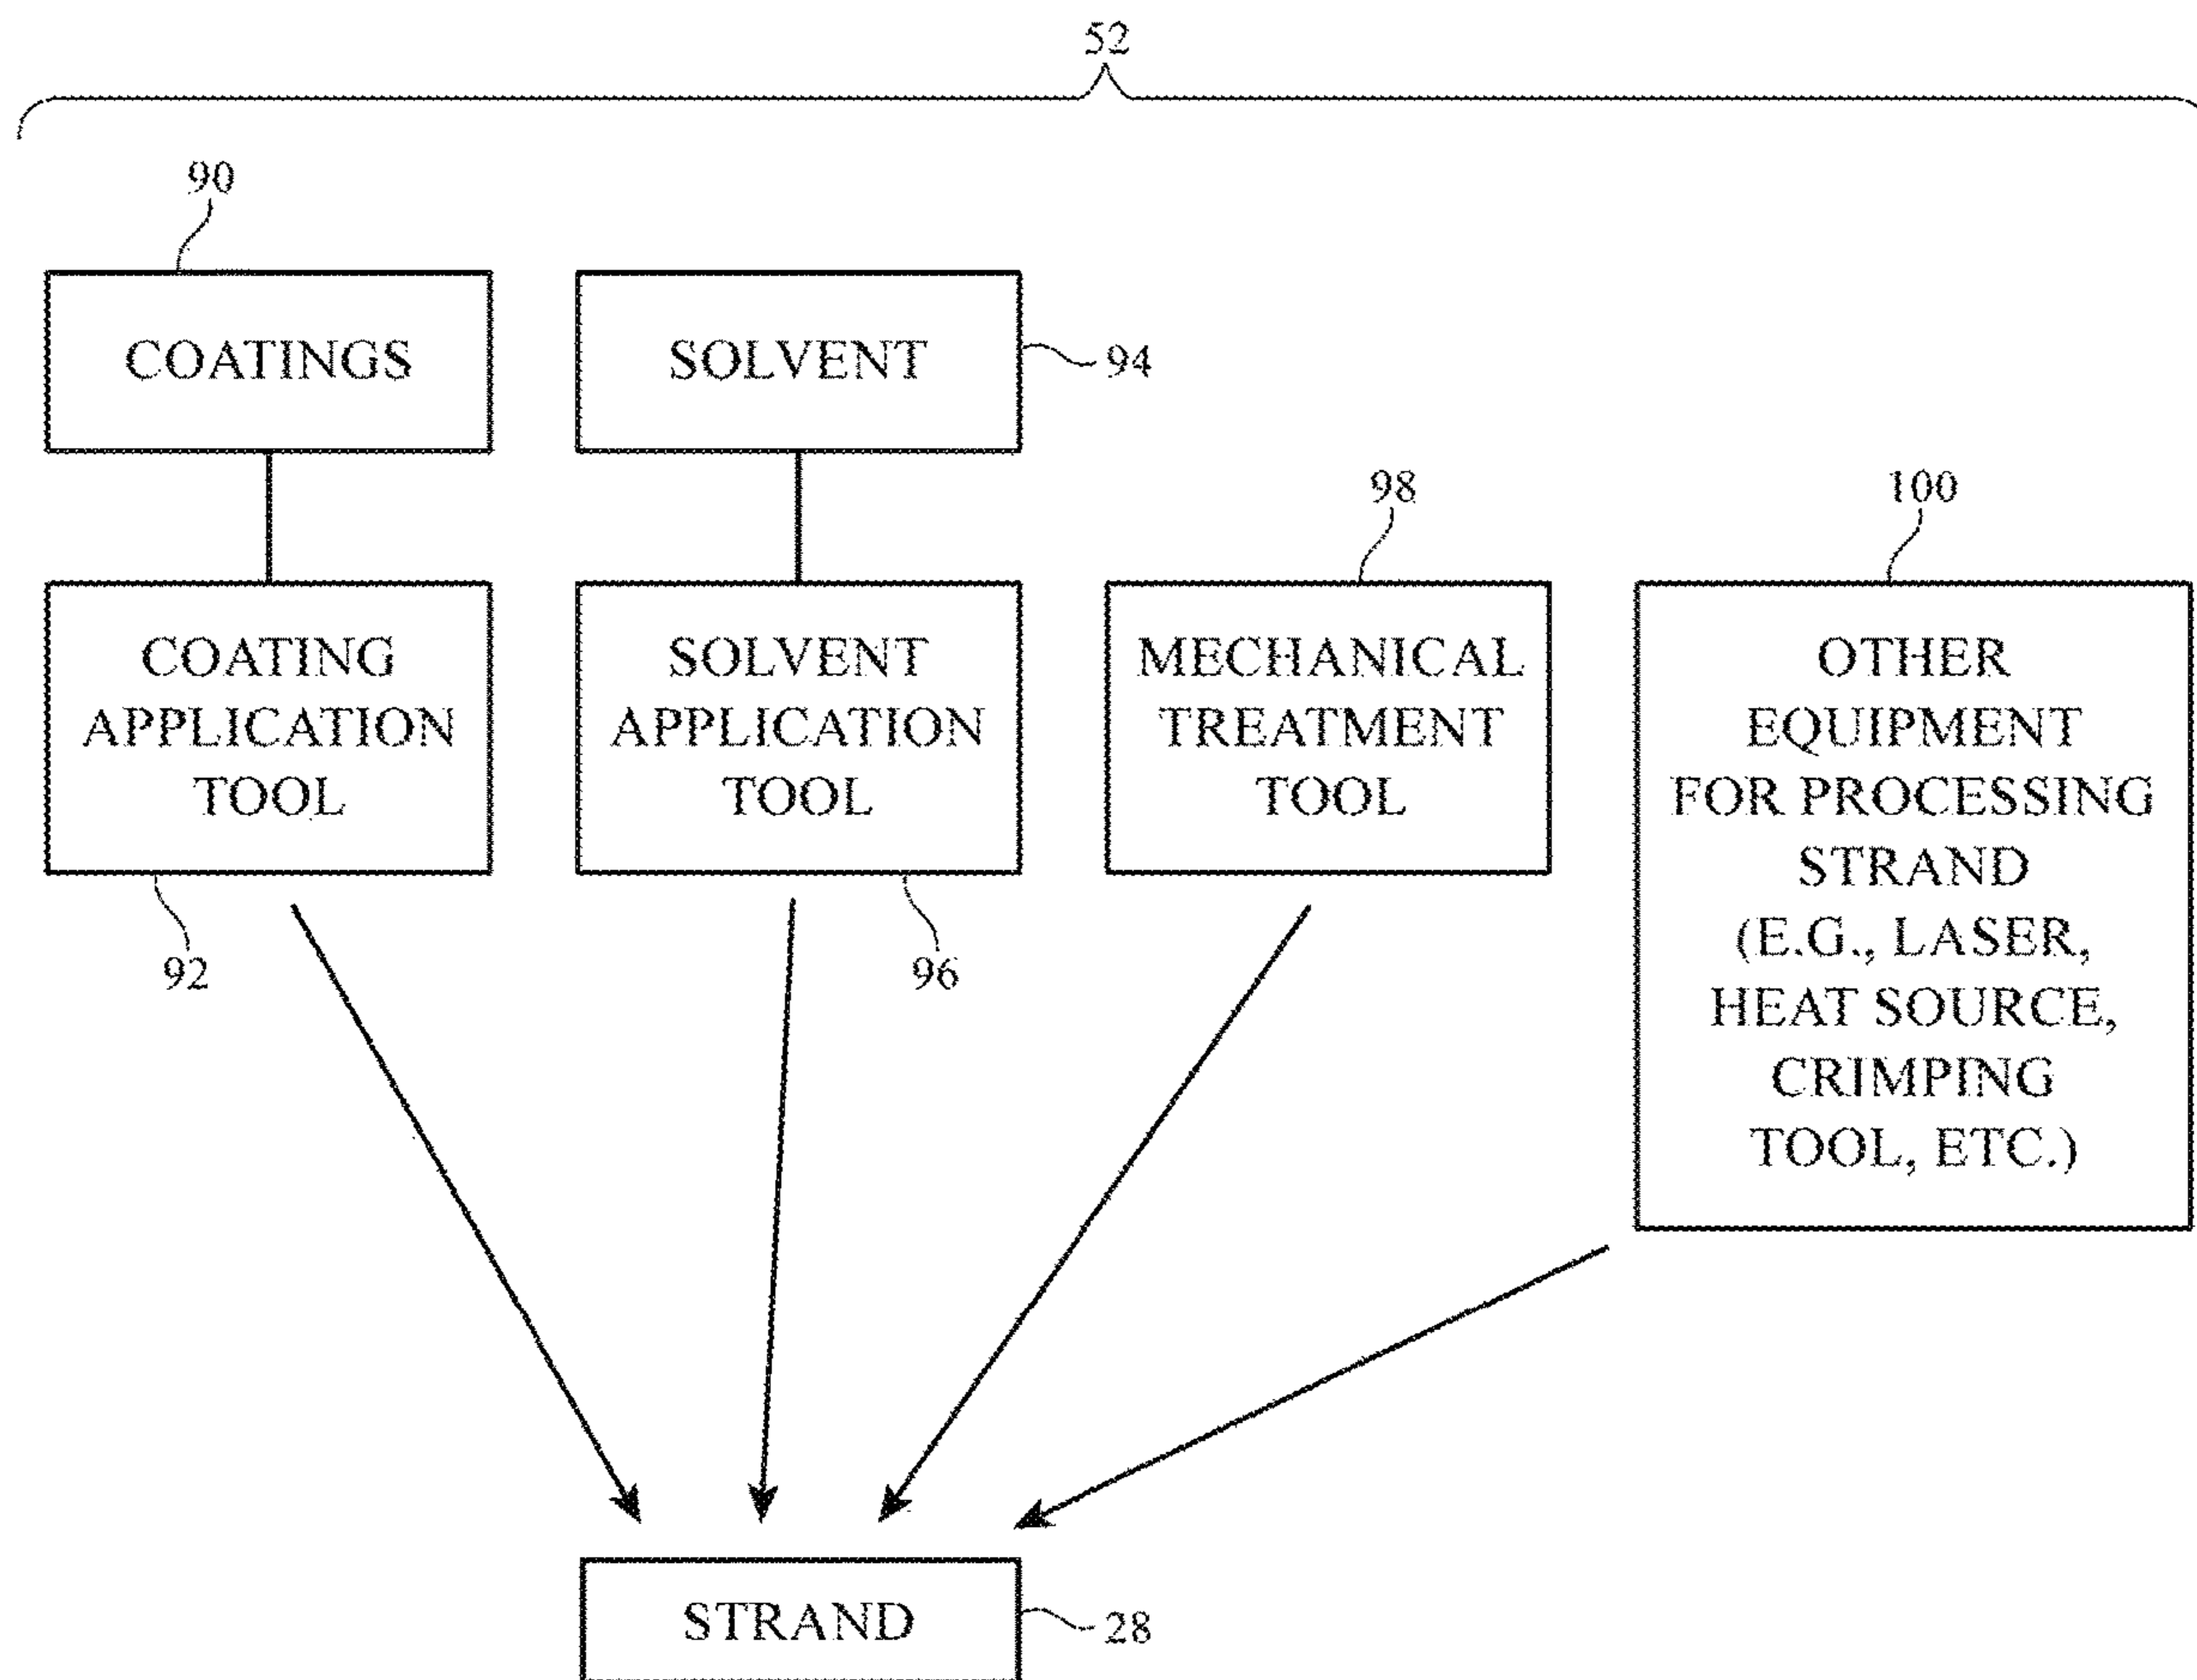 52
90
COATINGS
SOLVENT
94
98
100
COATING
APPLICATION
TOOL
92
SOLVENT
APPLICATION
TOOL
96
MECHANICAL
TREATMENT
TOOL
OTHER
EQUIPMENT
FOR PROCESSING
STRAND
(E.G., LASER,
HEAT SOURCE,
CRIMPING
TOOL, ETC.)
STRAND
28